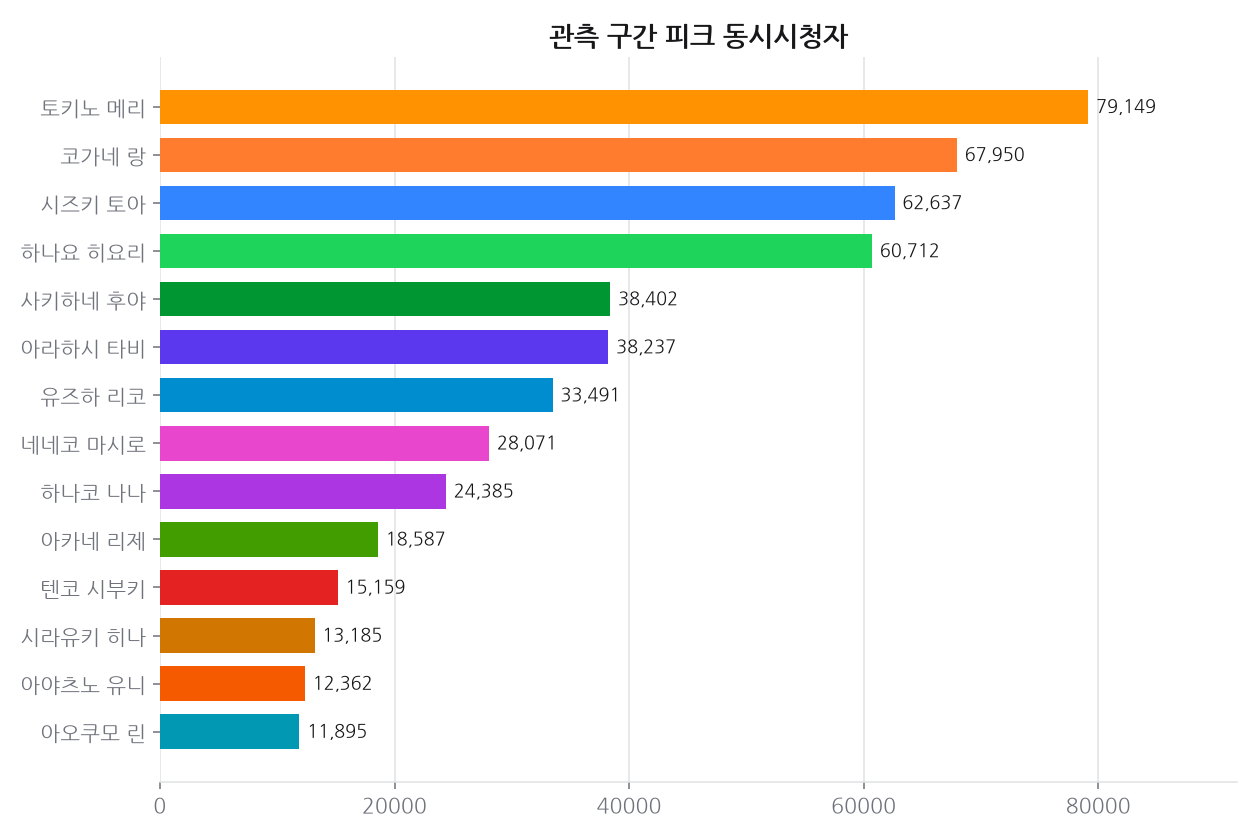 관측 구간 피크 동시시청자
토키노 메리 79,149
코가네 랑 67,950
시즈키 토아 62,637
하나요 히요리 60,712
사키하네 후야 38,402
아라하시 타비 38,237
유즈하 리코 33,491
네네코 마시로 28,071
하나코 나나 24,385
아카네 리제 18,587
텐코 시부키 15,159
시라유키 히나 13,185
아야츠노 유니 12,362
아오쿠모 린 11,895
0 20000 40000 60000 80000